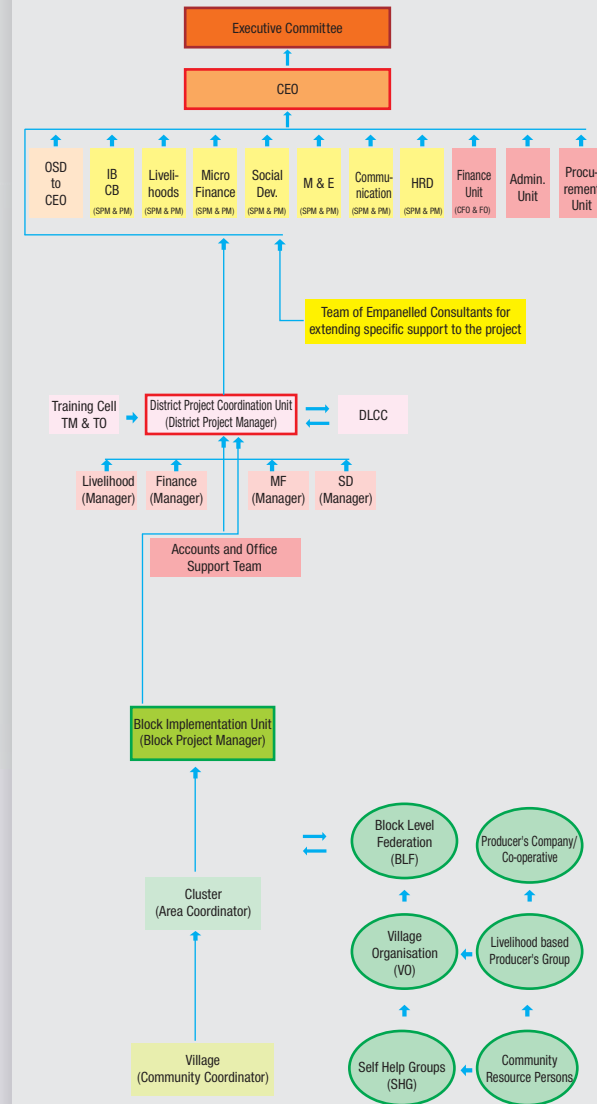 Executive Committee
CEO
OSD
to
CEO
IB
CB
(SPM & PM)
Liveli-
hoods
(SPM & PM)
Micro
Finance
(SPM & PM)
Social
Dev.
(SPM & PM)
M & E
(SPM & PM)
Commu-
nication
(SPM & PM)
HRD
(SPM & PM)
Finance
Unit
(CFO & FO)
Admin.
Unit
Procu-
rement
Unit
Team of Empanelled Consultants for
extending specific support to the project
Training Cell
TM & TO
District Project Coordination Unit
(District Project Manager)
DLCC
Livelihood
(Manager)
Finance
(Manager)
MF
(Manager)
SD
(Manager)
Accounts and Office
Support Team
Block Implementation Unit
(Block Project Manager)
Block Level
Federation
(BLF)
Producer's Company/
Co-operative
Cluster
(Area Coordinator)
Village
Organisation
(VO)
Livelihood based
Producer's Group
Village
(Community Coordinator)
Self Help Groups
(SHG)
Community
Resource Persons